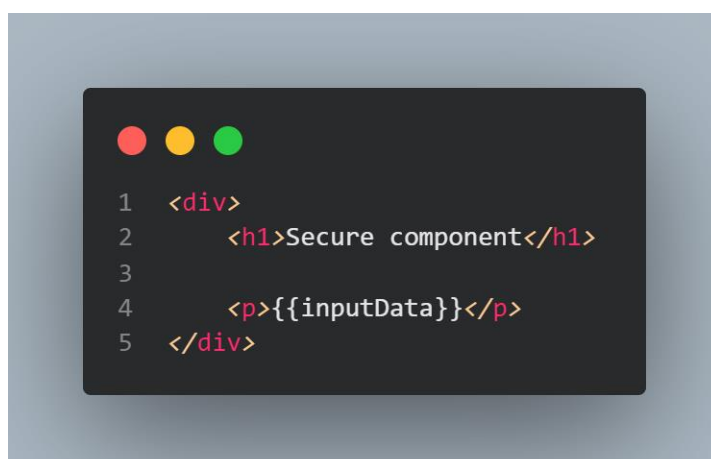 1 <div>
2 <h1>Secure component</h1>
3
4 <p>{{inputData}}</p>
5 </div>